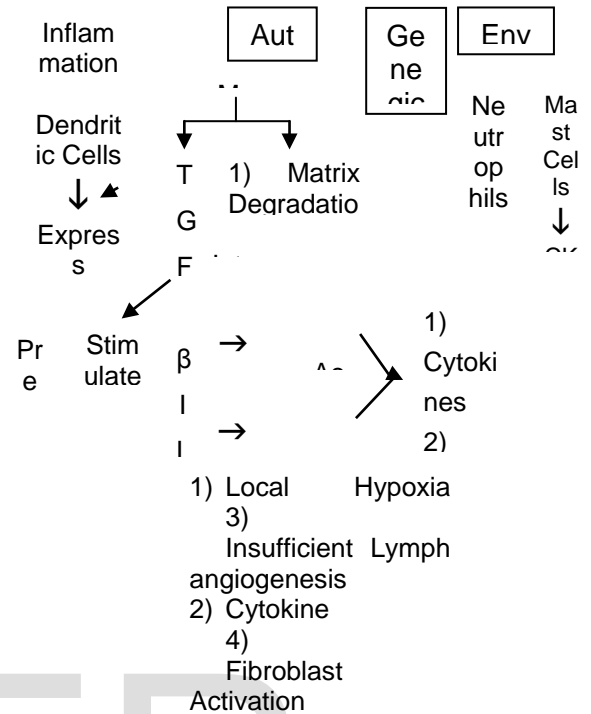 Inflam
mation
Aut
Ge
ne
Env
Dendrit
ic Cells
↓
Expres
s
T
G
F
1) Matrix
Degradatio
Ne
utr
op
hils
Ma
st
Cel
ls
↓
Pr
e
Stim
ulate
β
I
→
→
1)
Cytoki
nes
2)
1) Local Hypoxia
3)
Insufficient Lymph
angiogenesis
2) Cytokine
4)
Fibroblast
Activation